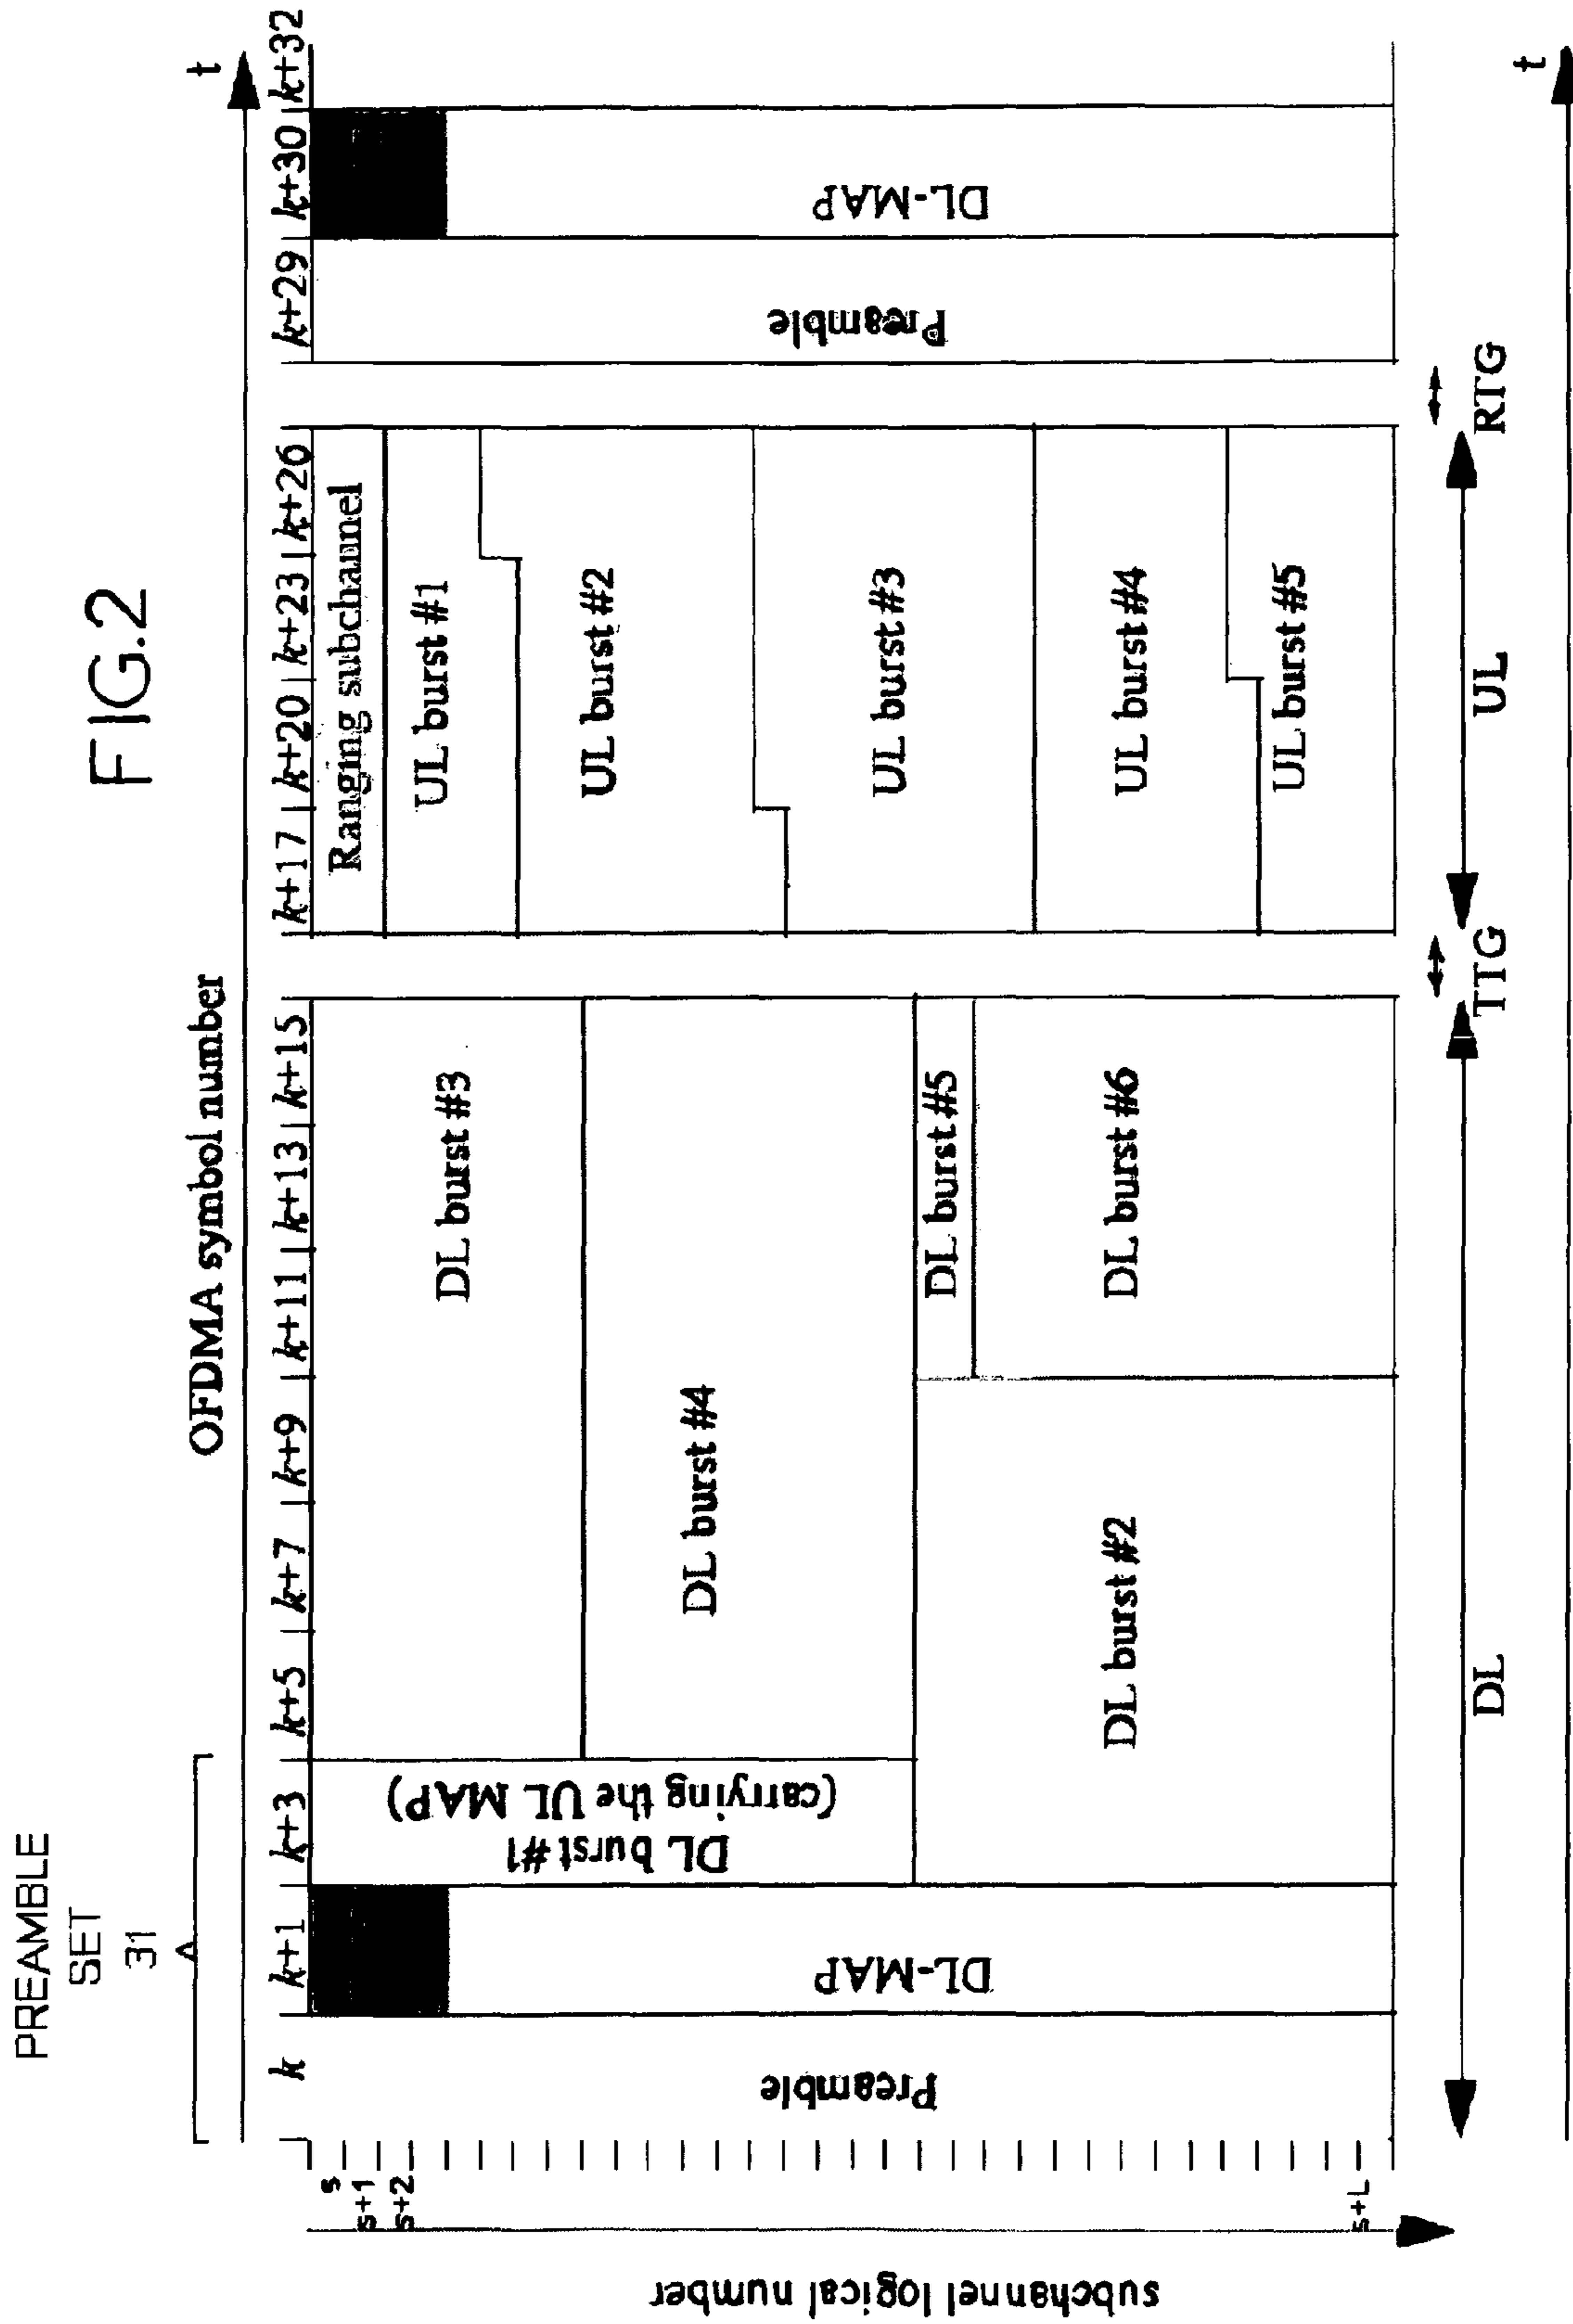 FIG.2
PREAMBLE
SET
31
OFDMA symbol number
t
k
k+1
k+3
k+5
k+7
k+9
k+11
k+13
k+15
k+17
k+20
k+23
k+26
k+29
k+30
k+32
s
s+1
s+2
s+L
subchannel logical number
Preamble
DL-MAP
DL burst #1
(carrying the UL MAP)
DL burst #3
DL burst #4
DL burst #2
DL burst #5
DL burst #6
Ranging subchannel
UL burst #1
UL burst #2
UL burst #3
UL burst #4
UL burst #5
Preamble
DL-MAP
DL
TTG
UL
RTG
t